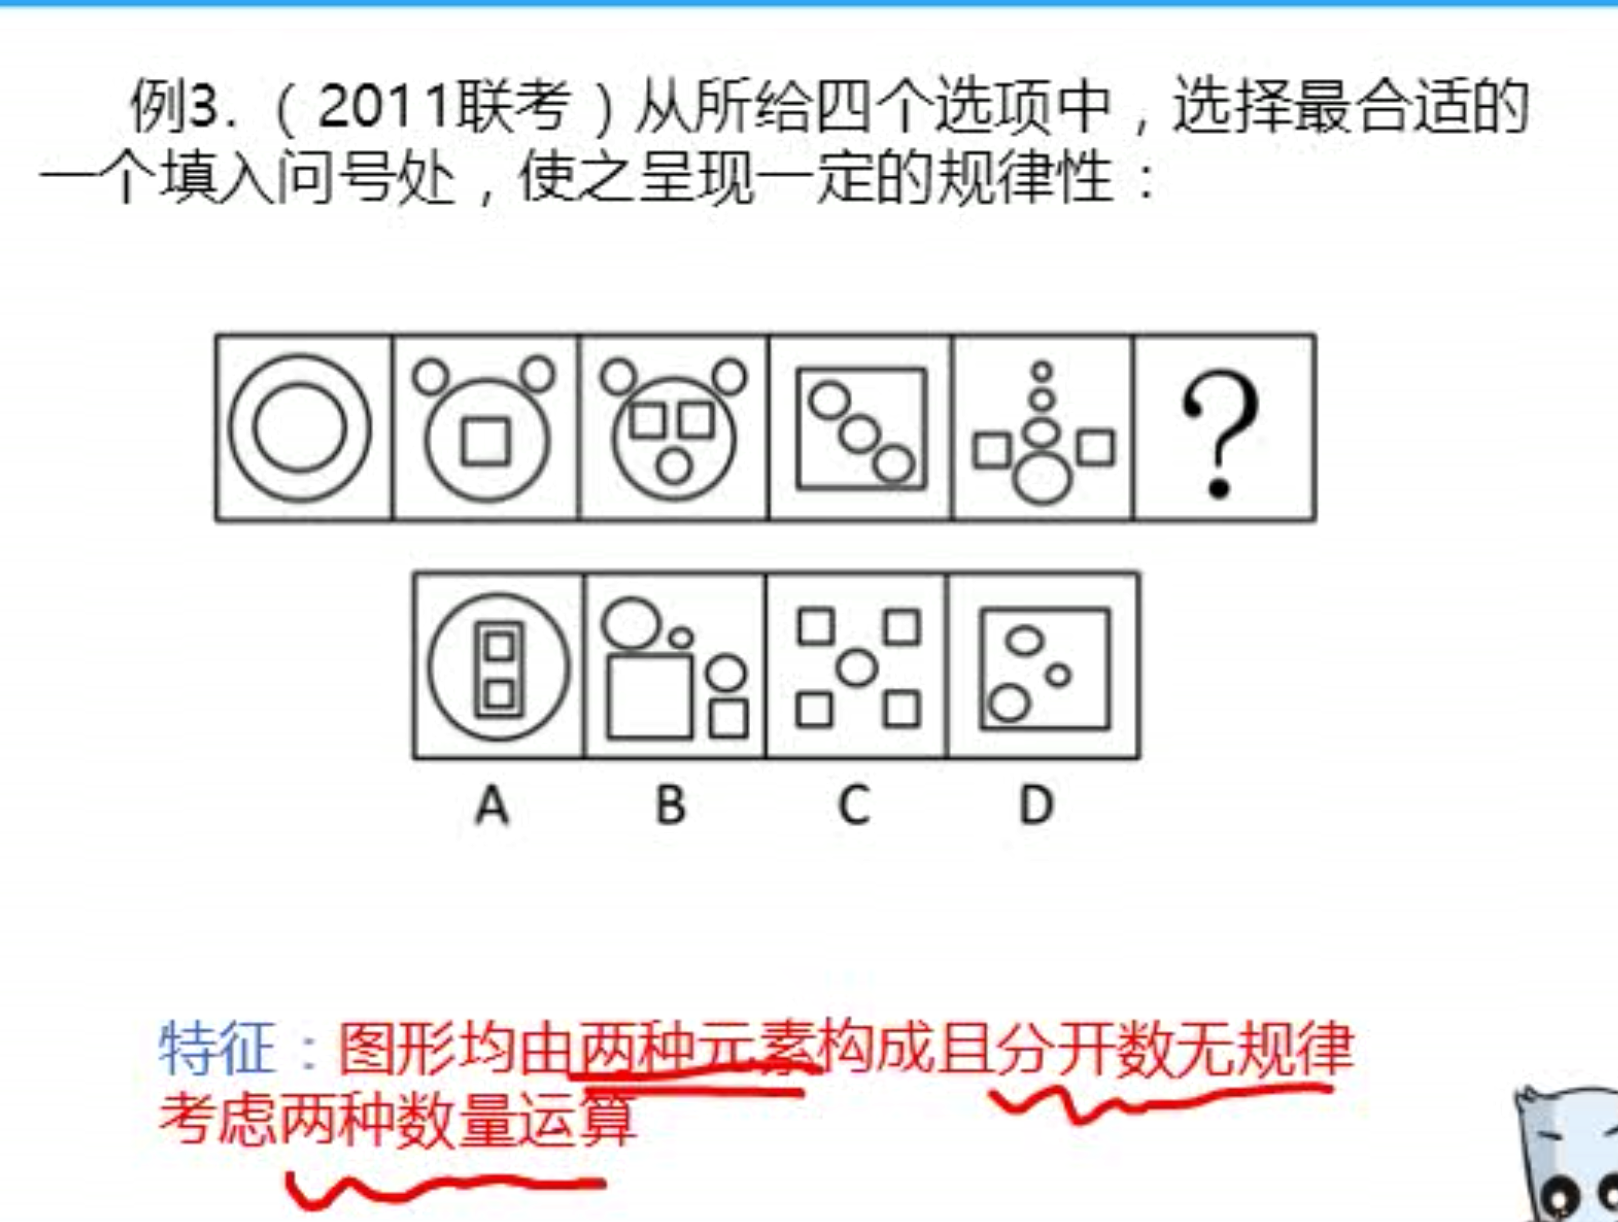 例3.（2011联考）从所给四个选项中，选择最合适的
一个填入问号处，使之呈现一定的规律性：
?
A B C D
特征：图形均由两种元素构成且分开数无规律
考虑两种数量运算